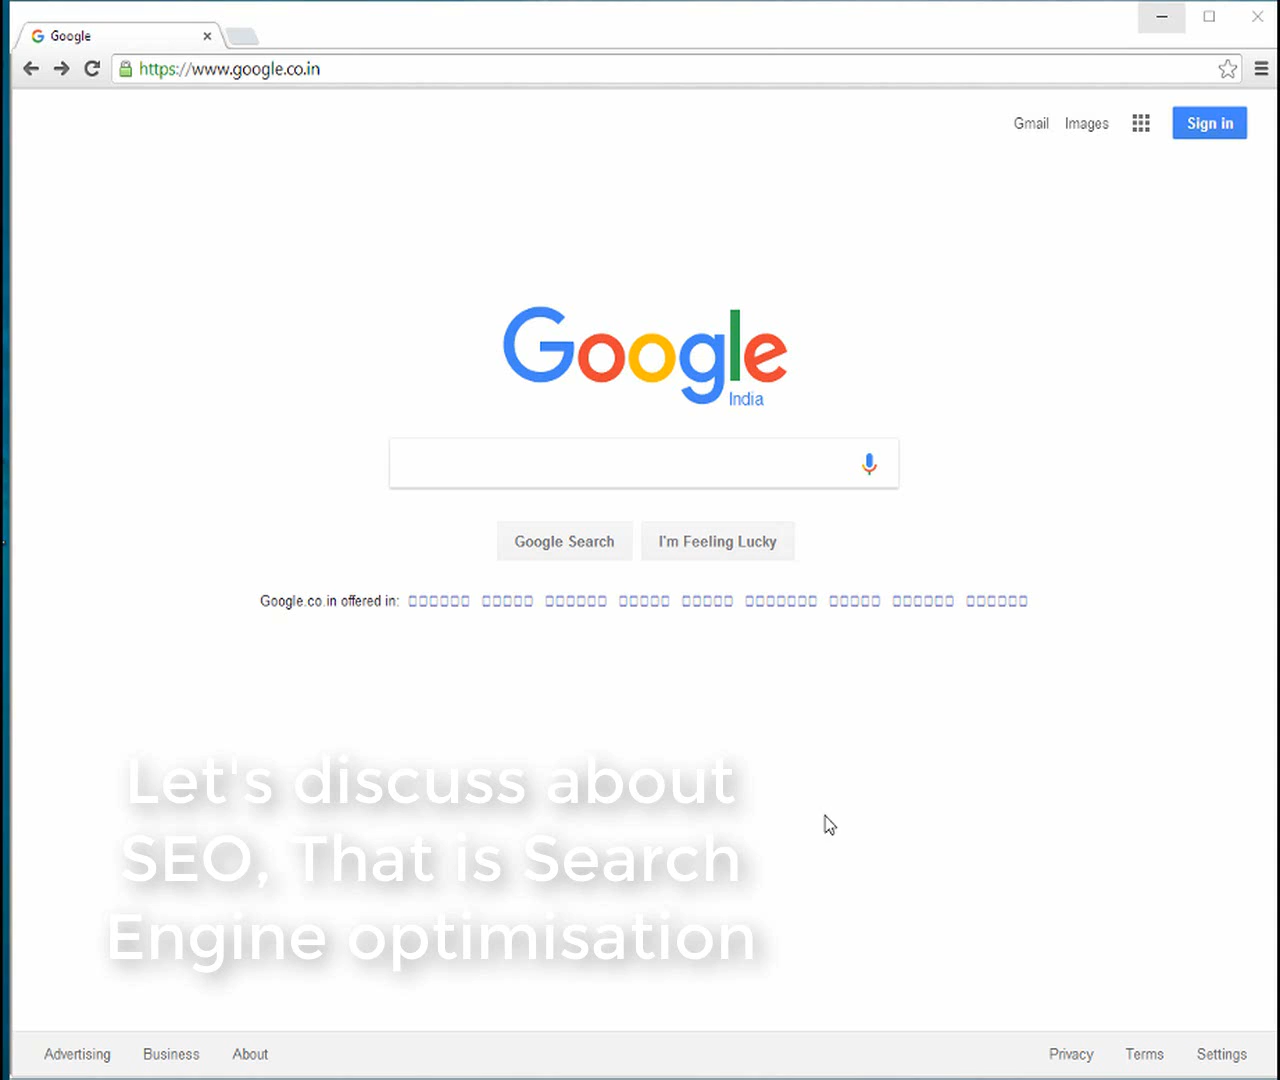 Google
https://www.google.co.in
Gmail Images Sign in
Google
India
Google Search I'm Feeling Lucky
Google.co.in offered in:
Let's discuss about
SEO, That is Search
Engine optimisation
Advertising Business About Privacy Terms Settings